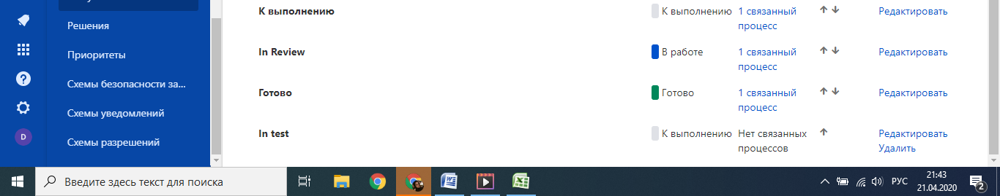 К выполнению К выполнению 1 связанный процесс Редактировать
Решения
Приоритеты
In Review В работе 1 связанный процесс Редактировать
Схемы безопасности за...
Готово Готово 1 связанный процесс Редактировать
Схемы уведомлений
In test К выполнению Нет связанных процессов Редактировать
Удалить
D
Схемы разрешений
Введите здесь текст для поиска
РУС
21:43
21.04.2020
2